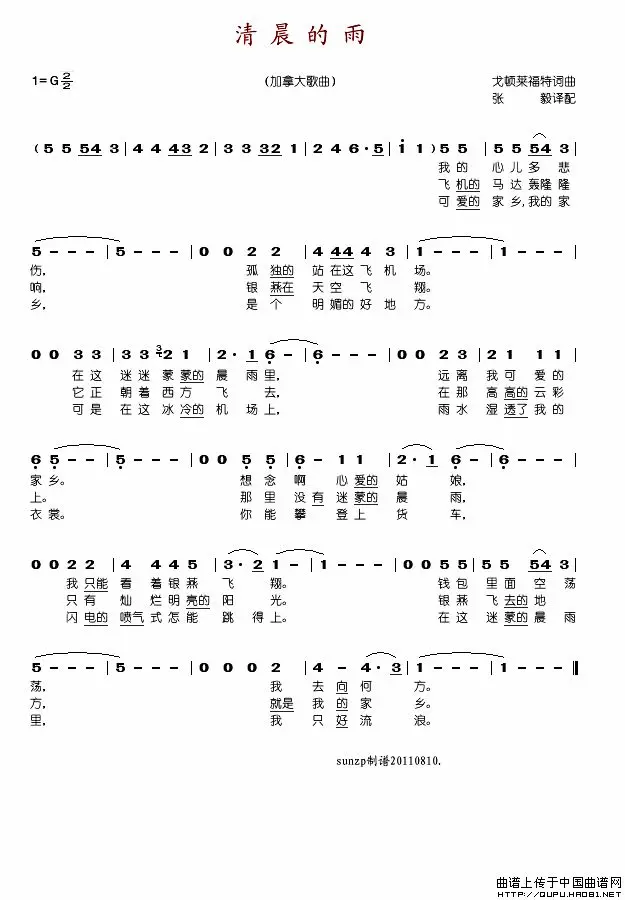 清晨的雨
1=G 2/2 (加拿大歌曲) 戈顿莱福特词曲
张 毅译配
(5 5 54 3 | 4 4 43 2 | 3 3 32 1 | 2 4 6·5 | i 1) 5 5 | 5 5 54 3 |
我的 心儿多 悲
飞机的 马达轰隆 隆
可爱的 家乡,我的 家
5 - - - | 5 - - - | 0 0 2 2 | 4 44 4 3 | 1 - - - | 1 - - - |
伤, 孤 独的 站 在这 飞 机 场。
响, 银 燕在 天 空 飞 翔。
乡, 是 个 明 媚的 好 地 方。
0 0 3 3 | 3 3 3 2 1 | 2· 1 6 - | 6 - - - | 0 0 2 3 | 2 1 1 1 |
在 这 迷 迷 蒙 蒙的 晨 雨里, 远 离 我 可 爱 的
它 正 朝 着 西 方 飞 去, 在 那 高 高的 云 彩
可 是 在 这 冰 冷的 机 场上, 雨 水 湿 透了 我 的
6 5 - - | 5 - - - | 0 0 5 5 | 6 - 1 1 | 2· 1 6 - | 6 - - - |
家 乡。 想 念 啊 心 爱的 姑 娘,
上。 那 里 没 有 迷 蒙的 晨 雨,
衣 裳。 你 能 攀 登 上 货 车,
0 0 2 2 | 4 4 4 5 | 3· 2 1 - | 1 - - - | 0 0 5 5 | 5 5 54 3 |
我 只能 看 着 银 燕 飞 翔。 钱 包 里 面 空 荡
只 有 灿 烂 明 亮的 阳 光。 银 燕 飞 去的 地
闪 电的 喷气 式 怎 能 跳 得 上。 在 这 迷 蒙的 晨 雨
5 - - - | 5 - - - | 0 0 0 2 | 4 - 4· 3 | 1 - - - | 1 - - - ‖
荡, 我 去 向 何 方。
方, 就是 我 的 家 乡。
里, 我 只 好 流 浪。
sunzp制谱20110810.
曲谱上传于中国曲谱网
HTTP://QUPU.HAO81.NET